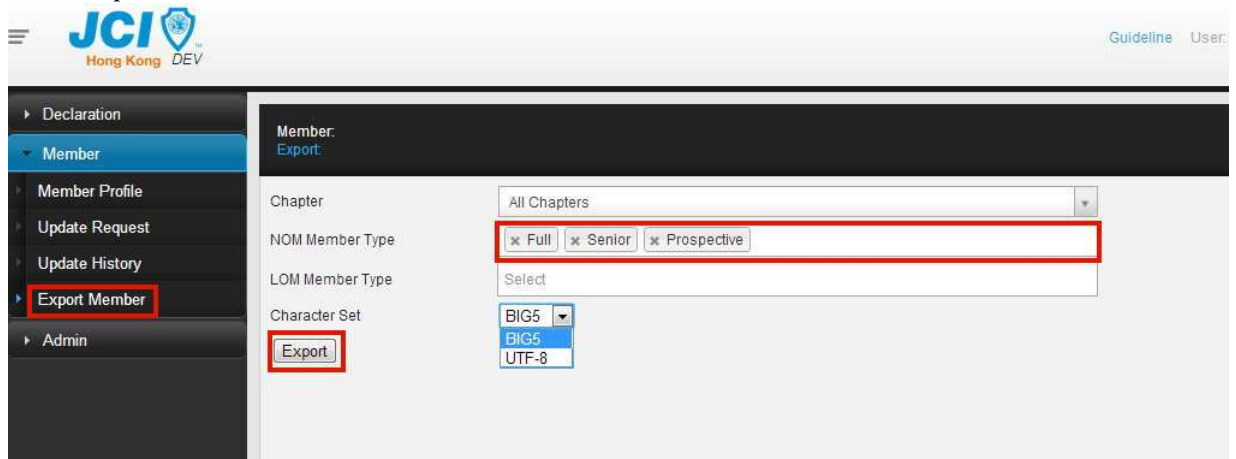 JCI
Hong Kong DEV
Guideline User:
Declaration
Member
Member Profile
Update Request
Update History
Export Member
Admin
Member:
Export:
Chapter All Chapters
NOM Member Type × Full × Senior × Prospective
LOM Member Type Select
Character Set BIG5
BIG5
UTF-8
Export